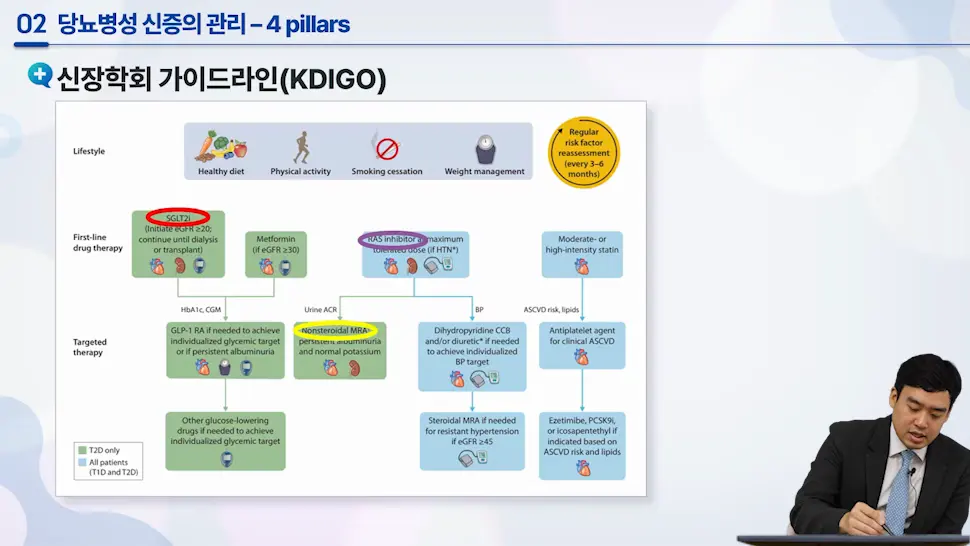 02 당뇨병성 신증의 관리 – 4 pillars
신장학회 가이드라인(KDIGO)
Lifestyle
Healthy diet
Physical activity
Smoking cessation
Weight management
Regular
risk factor
reassessment
(every 3–6
months)
First-line
drug therapy
SGLT2i
(Initiate eGFR ≥20;
continue until dialysis
or transplant)
Metformin
(if eGFR ≥30)
RAS inhibitor at maximum
tolerated dose (if HTN*)
Moderate- or
high-intensity statin
HbA1c, CGM
Urine ACR
BP
ASCVD risk, lipids
Targeted
therapy
GLP-1 RA if needed to achieve
individualized glycemic target
or if persistent albuminuria
Nonsteroidal MRA
persistent albuminuria
and normal potassium
Dihydropyridine CCB
and/or diuretic* if needed
to achieve individualized
BP target
Antiplatelet agent
for clinical ASCVD
Other glucose-lowering
drugs if needed to achieve
individualized glycemic target
Steroidal MRA if needed
for resistant hypertension
if eGFR ≥45
Ezetimibe, PCSK9i,
or icosapentethyl if
indicated based on
ASCVD risk and lipids
T2D only
All patients
(T1D and T2D)